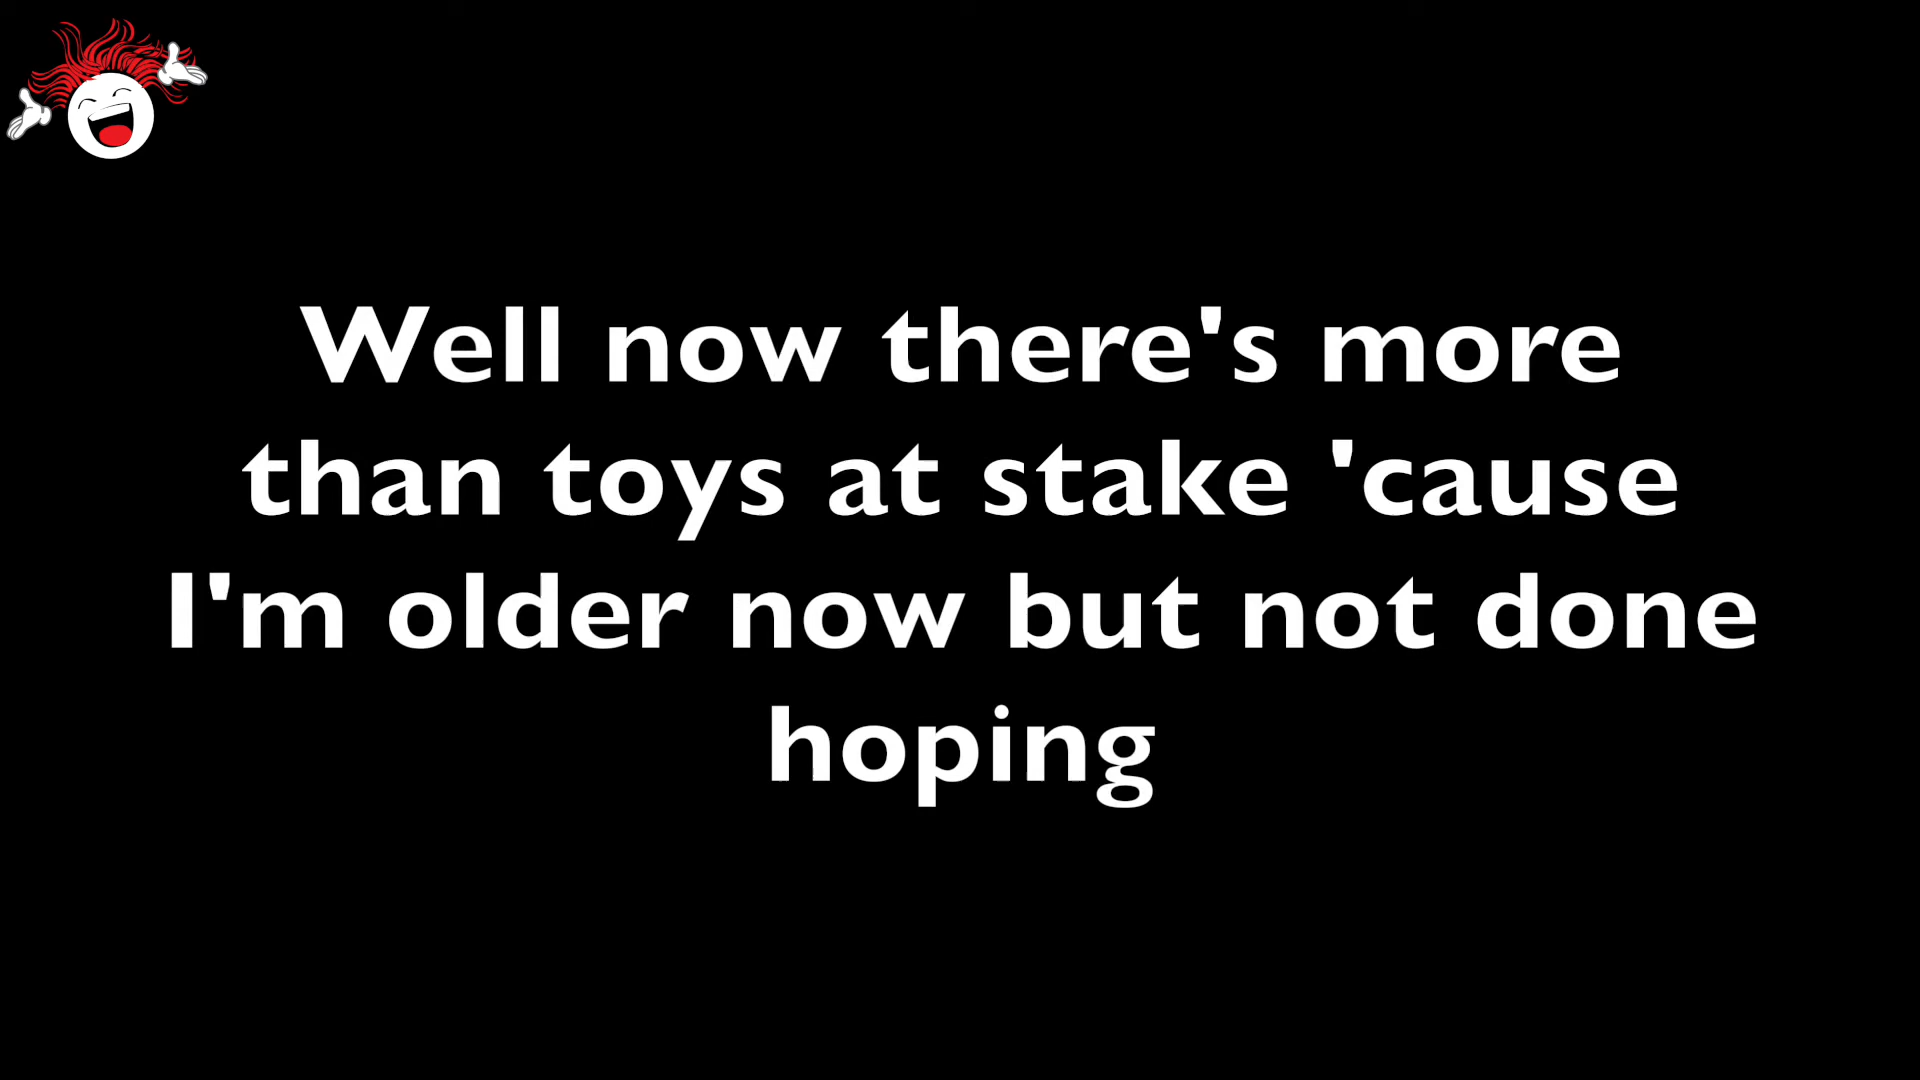 Well now there's more
than toys at stake 'cause
I'm older now but not done
hoping